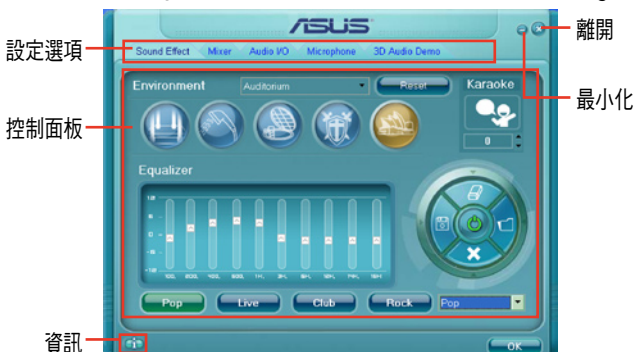 ASUS
離開
設定選項
Sound Effect Mixer Audio I/O Microphone 3D Audio Demo
最小化
Environment Auditorium Reset Karaoke
控制面板
0
Equalizer
Pop Live Club Rock Pop
資訊
OK